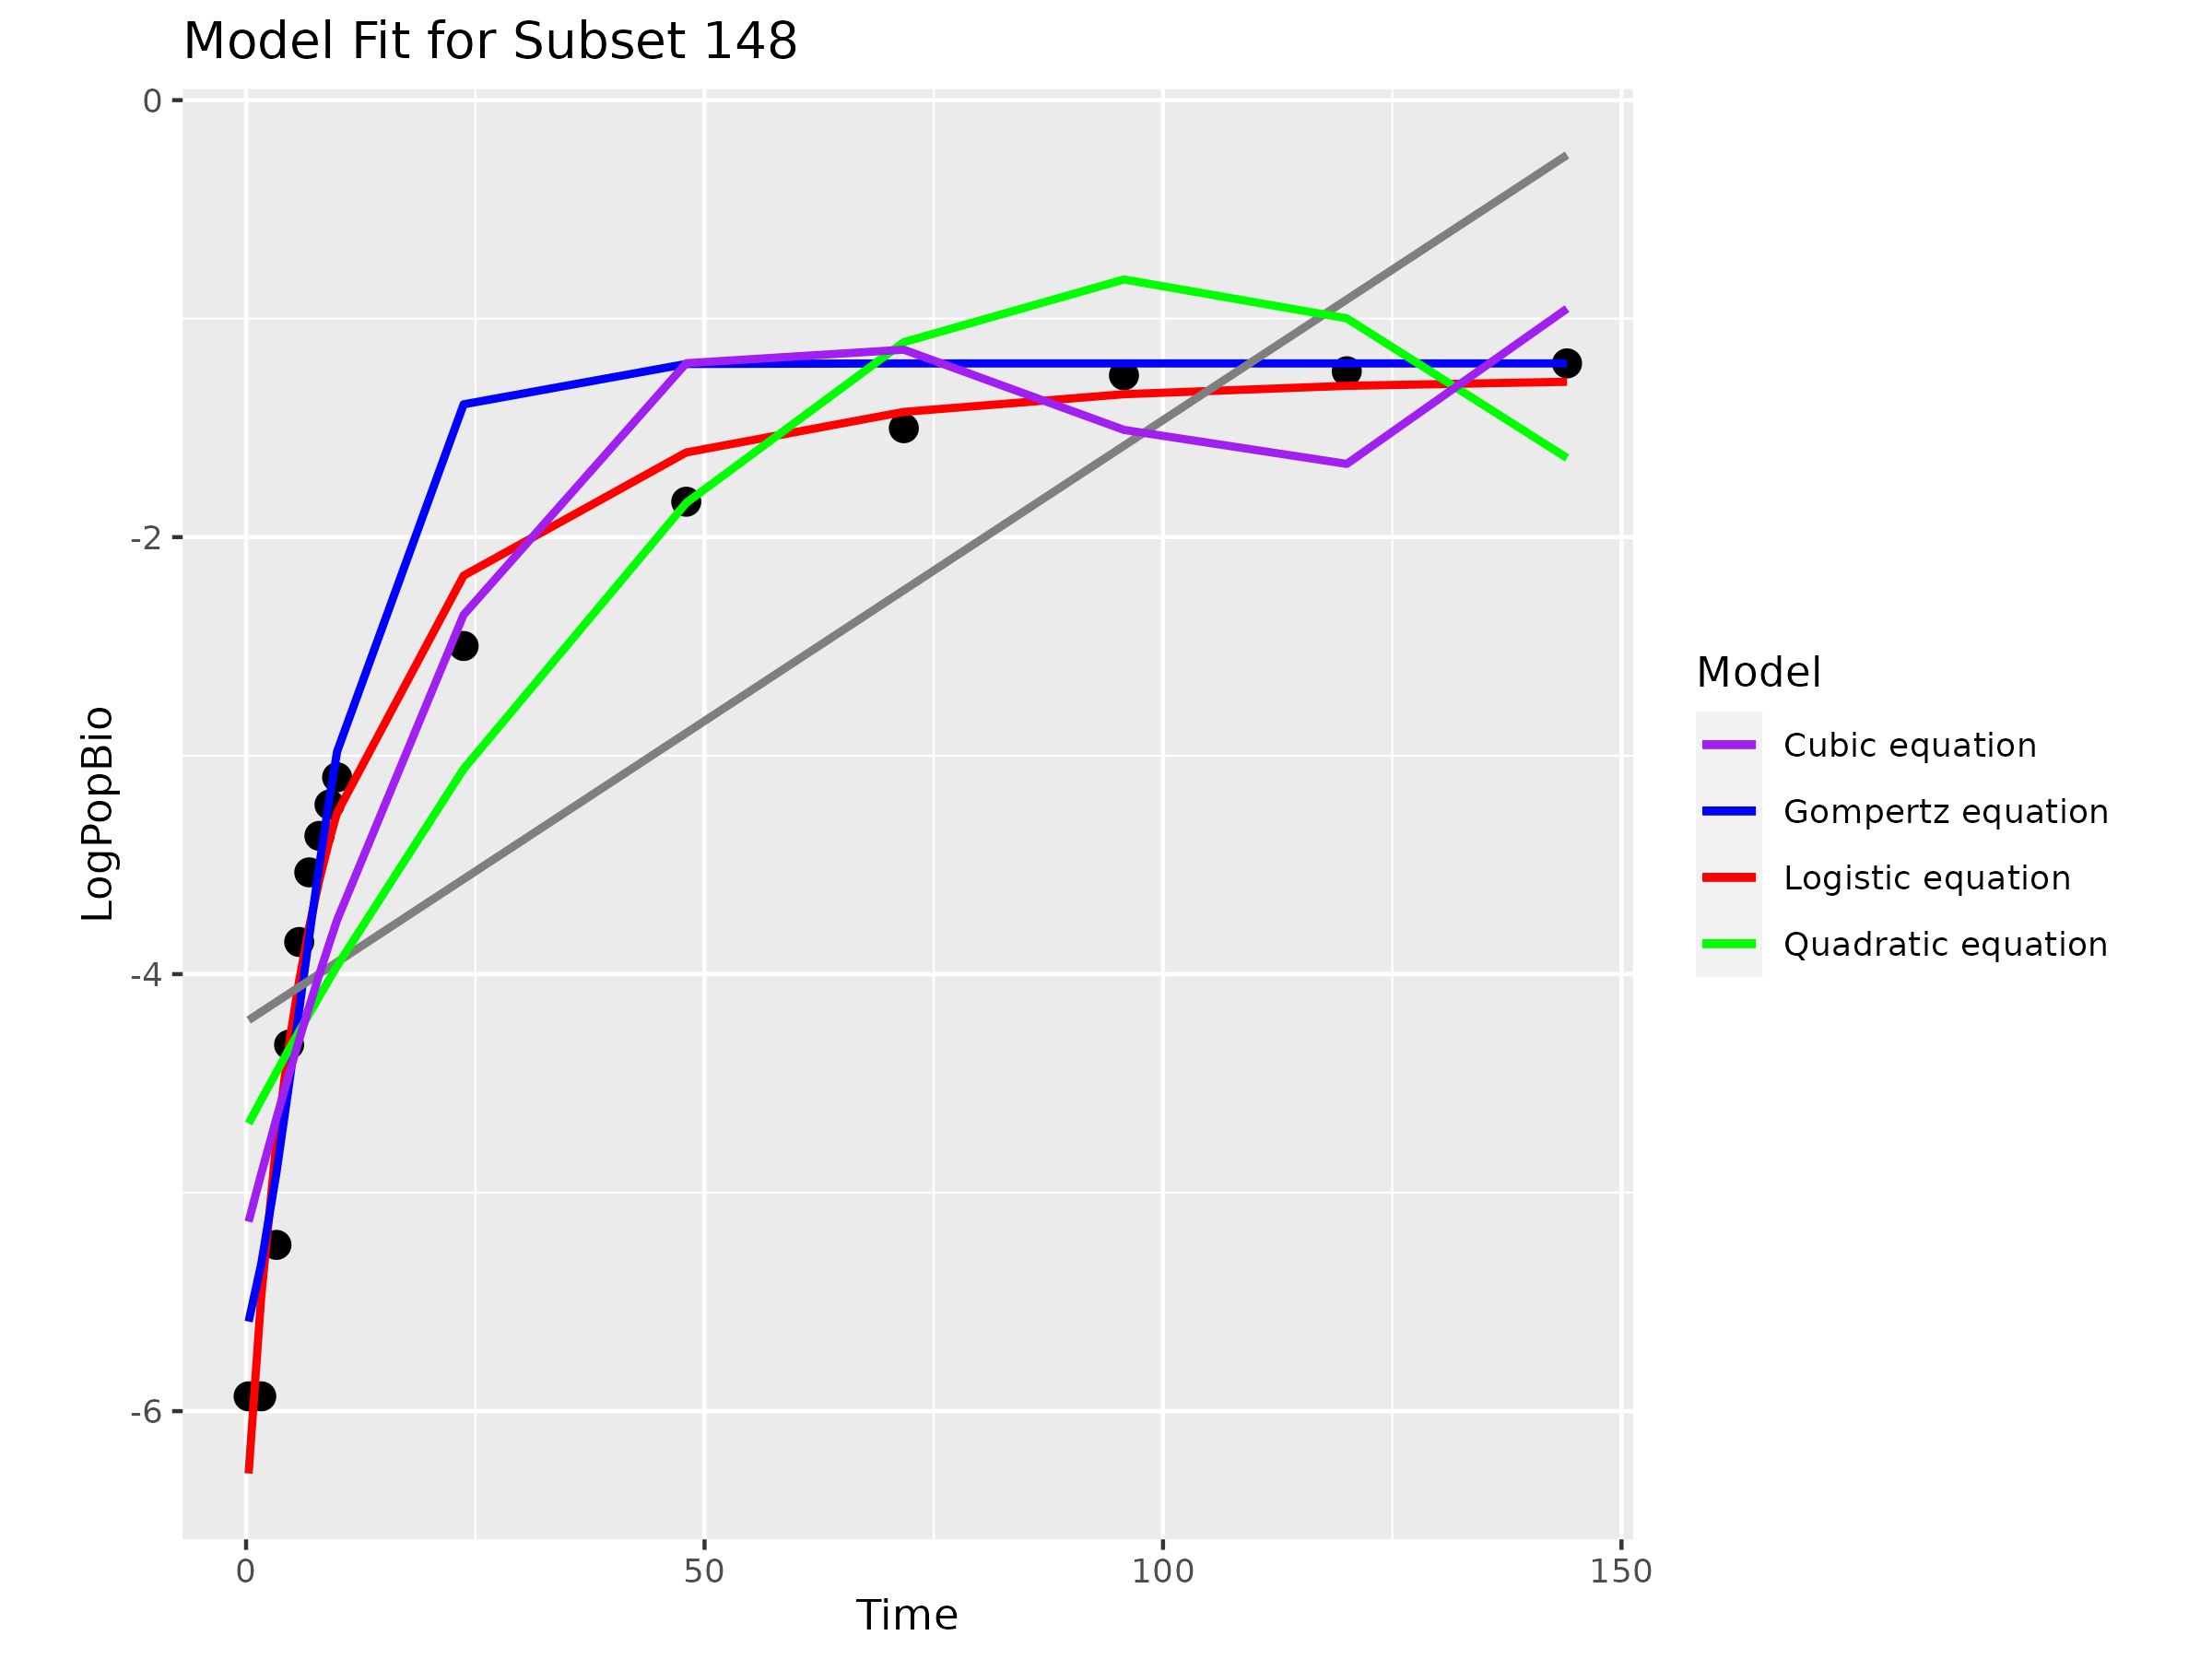 Model Fit for Subset 148
0
-2
-4
-6
LogPopBio
0 50 100 150
Time
Model
Cubic equation
Gompertz equation
Logistic equation
Quadratic equation